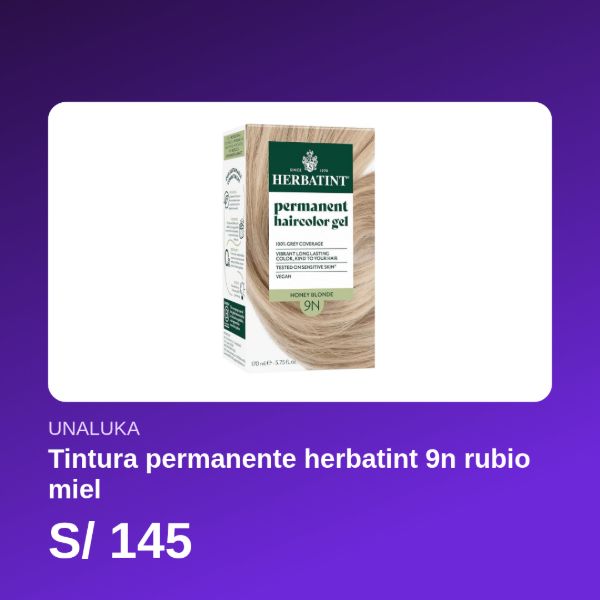 SINCE 1970
HERBATINT
permanent
haircolor gel
100% GREY COVERAGE
VIBRANT LONG LASTING
COLOR, KIND TO YOUR HAIR
TESTED ON SENSITIVE SKIN*
VEGAN
HONEY BLONDE
9N
170 mL e - 5.75 fl. oz
UNALUKA
Tintura permanente herbatint 9n rubio
miel
S/ 145